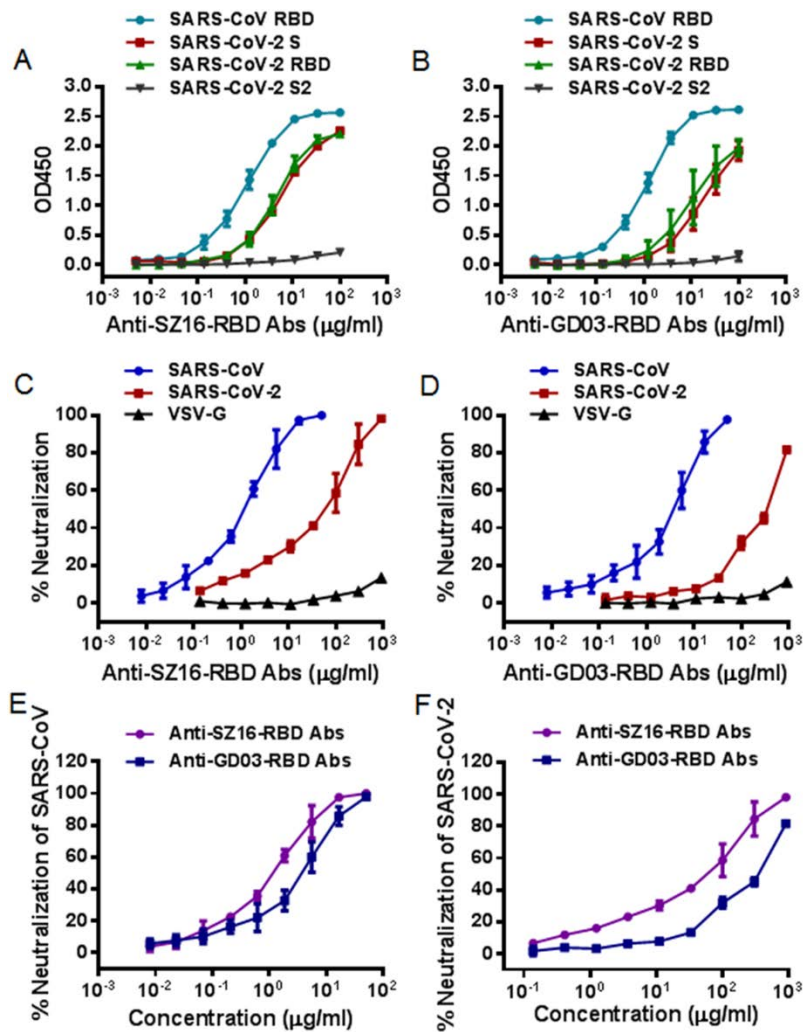 A
SARS-CoV RBD
SARS-CoV-2 S
SARS-CoV-2 RBD
SARS-CoV-2 S2
OD450
3.0
2.5
2.0
1.5
1.0
0.5
0.0
10⁻³ 10⁻² 10⁻¹ 10⁰ 10¹ 10² 10³
Anti-SZ16-RBD Abs (μg/ml)
B
SARS-CoV RBD
SARS-CoV-2 S
SARS-CoV-2 RBD
SARS-CoV-2 S2
OD450
3.0
2.5
2.0
1.5
1.0
0.5
0.0
10⁻³ 10⁻² 10⁻¹ 10⁰ 10¹ 10² 10³
Anti-GD03-RBD Abs (μg/ml)
C
SARS-CoV
SARS-CoV-2
VSV-G
% Neutralization
100
80
60
40
20
0
10⁻³ 10⁻² 10⁻¹ 10⁰ 10¹ 10² 10³
Anti-SZ16-RBD Abs (μg/ml)
D
SARS-CoV
SARS-CoV-2
VSV-G
% Neutralization
100
80
60
40
20
0
10⁻³ 10⁻² 10⁻¹ 10⁰ 10¹ 10² 10³
Anti-GD03-RBD Abs (μg/ml)
E
Anti-SZ16-RBD Abs
Anti-GD03-RBD Abs
% Neutralization of SARS-CoV
120
100
80
60
40
20
0
10⁻³ 10⁻² 10⁻¹ 10⁰ 10¹ 10²
Concentration (μg/ml)
F
Anti-SZ16-RBD Abs
Anti-GD03-RBD Abs
% Neutralization of SARS-CoV-2
120
100
80
60
40
20
0
10⁻¹ 10⁰ 10¹ 10² 10³
Concentration (μg/ml)